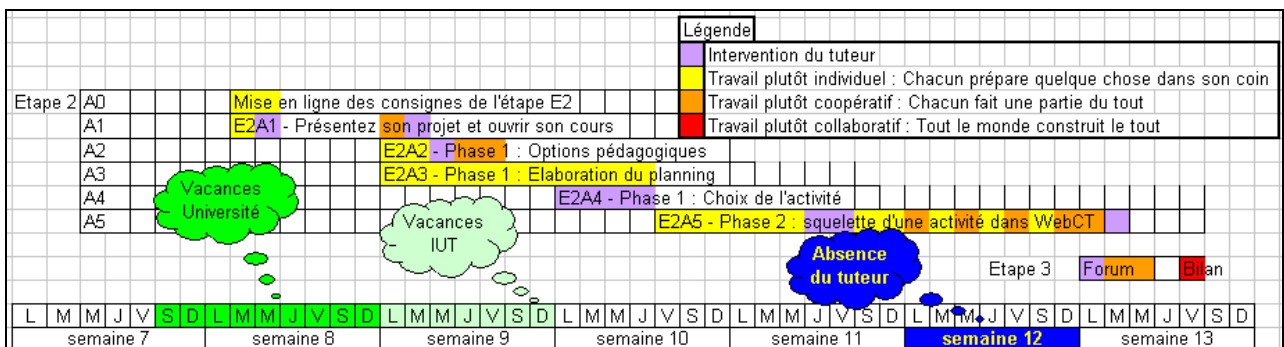 Légende
Intervention du tuteur
Travail plutôt individuel : Chacun prépare quelque chose dans son coin
Etape 2 A0 Mise en ligne des consignes de l'étape E2
Travail plutôt coopératif : Chacun fait une partie du tout
A1 E2A1 - Présentez son projet et ouvrir son cours
Travail plutôt collaboratif : Tout le monde construit le tout
A2 E2A2 - Phase 1 : Options pédagogiques
A3 E2A3 - Phase 1 : Elaboration du planning
A4 E2A4 - Phase 1 : Choix de l'activité
A5 E2A5 - Phase 2 : squelette d'une activité dans WebCT
Vacances
Université
Vacances
IUT
Absence
du tuteur
Etape 3 Forum Bilan
L M M J V S D L M M J V S D L M M J V S D L M M J V S D L M M J V S D L M M J V S D L M M J V S D
semaine 7 semaine 8 semaine 9 semaine 10 semaine 11 semaine 12 semaine 13